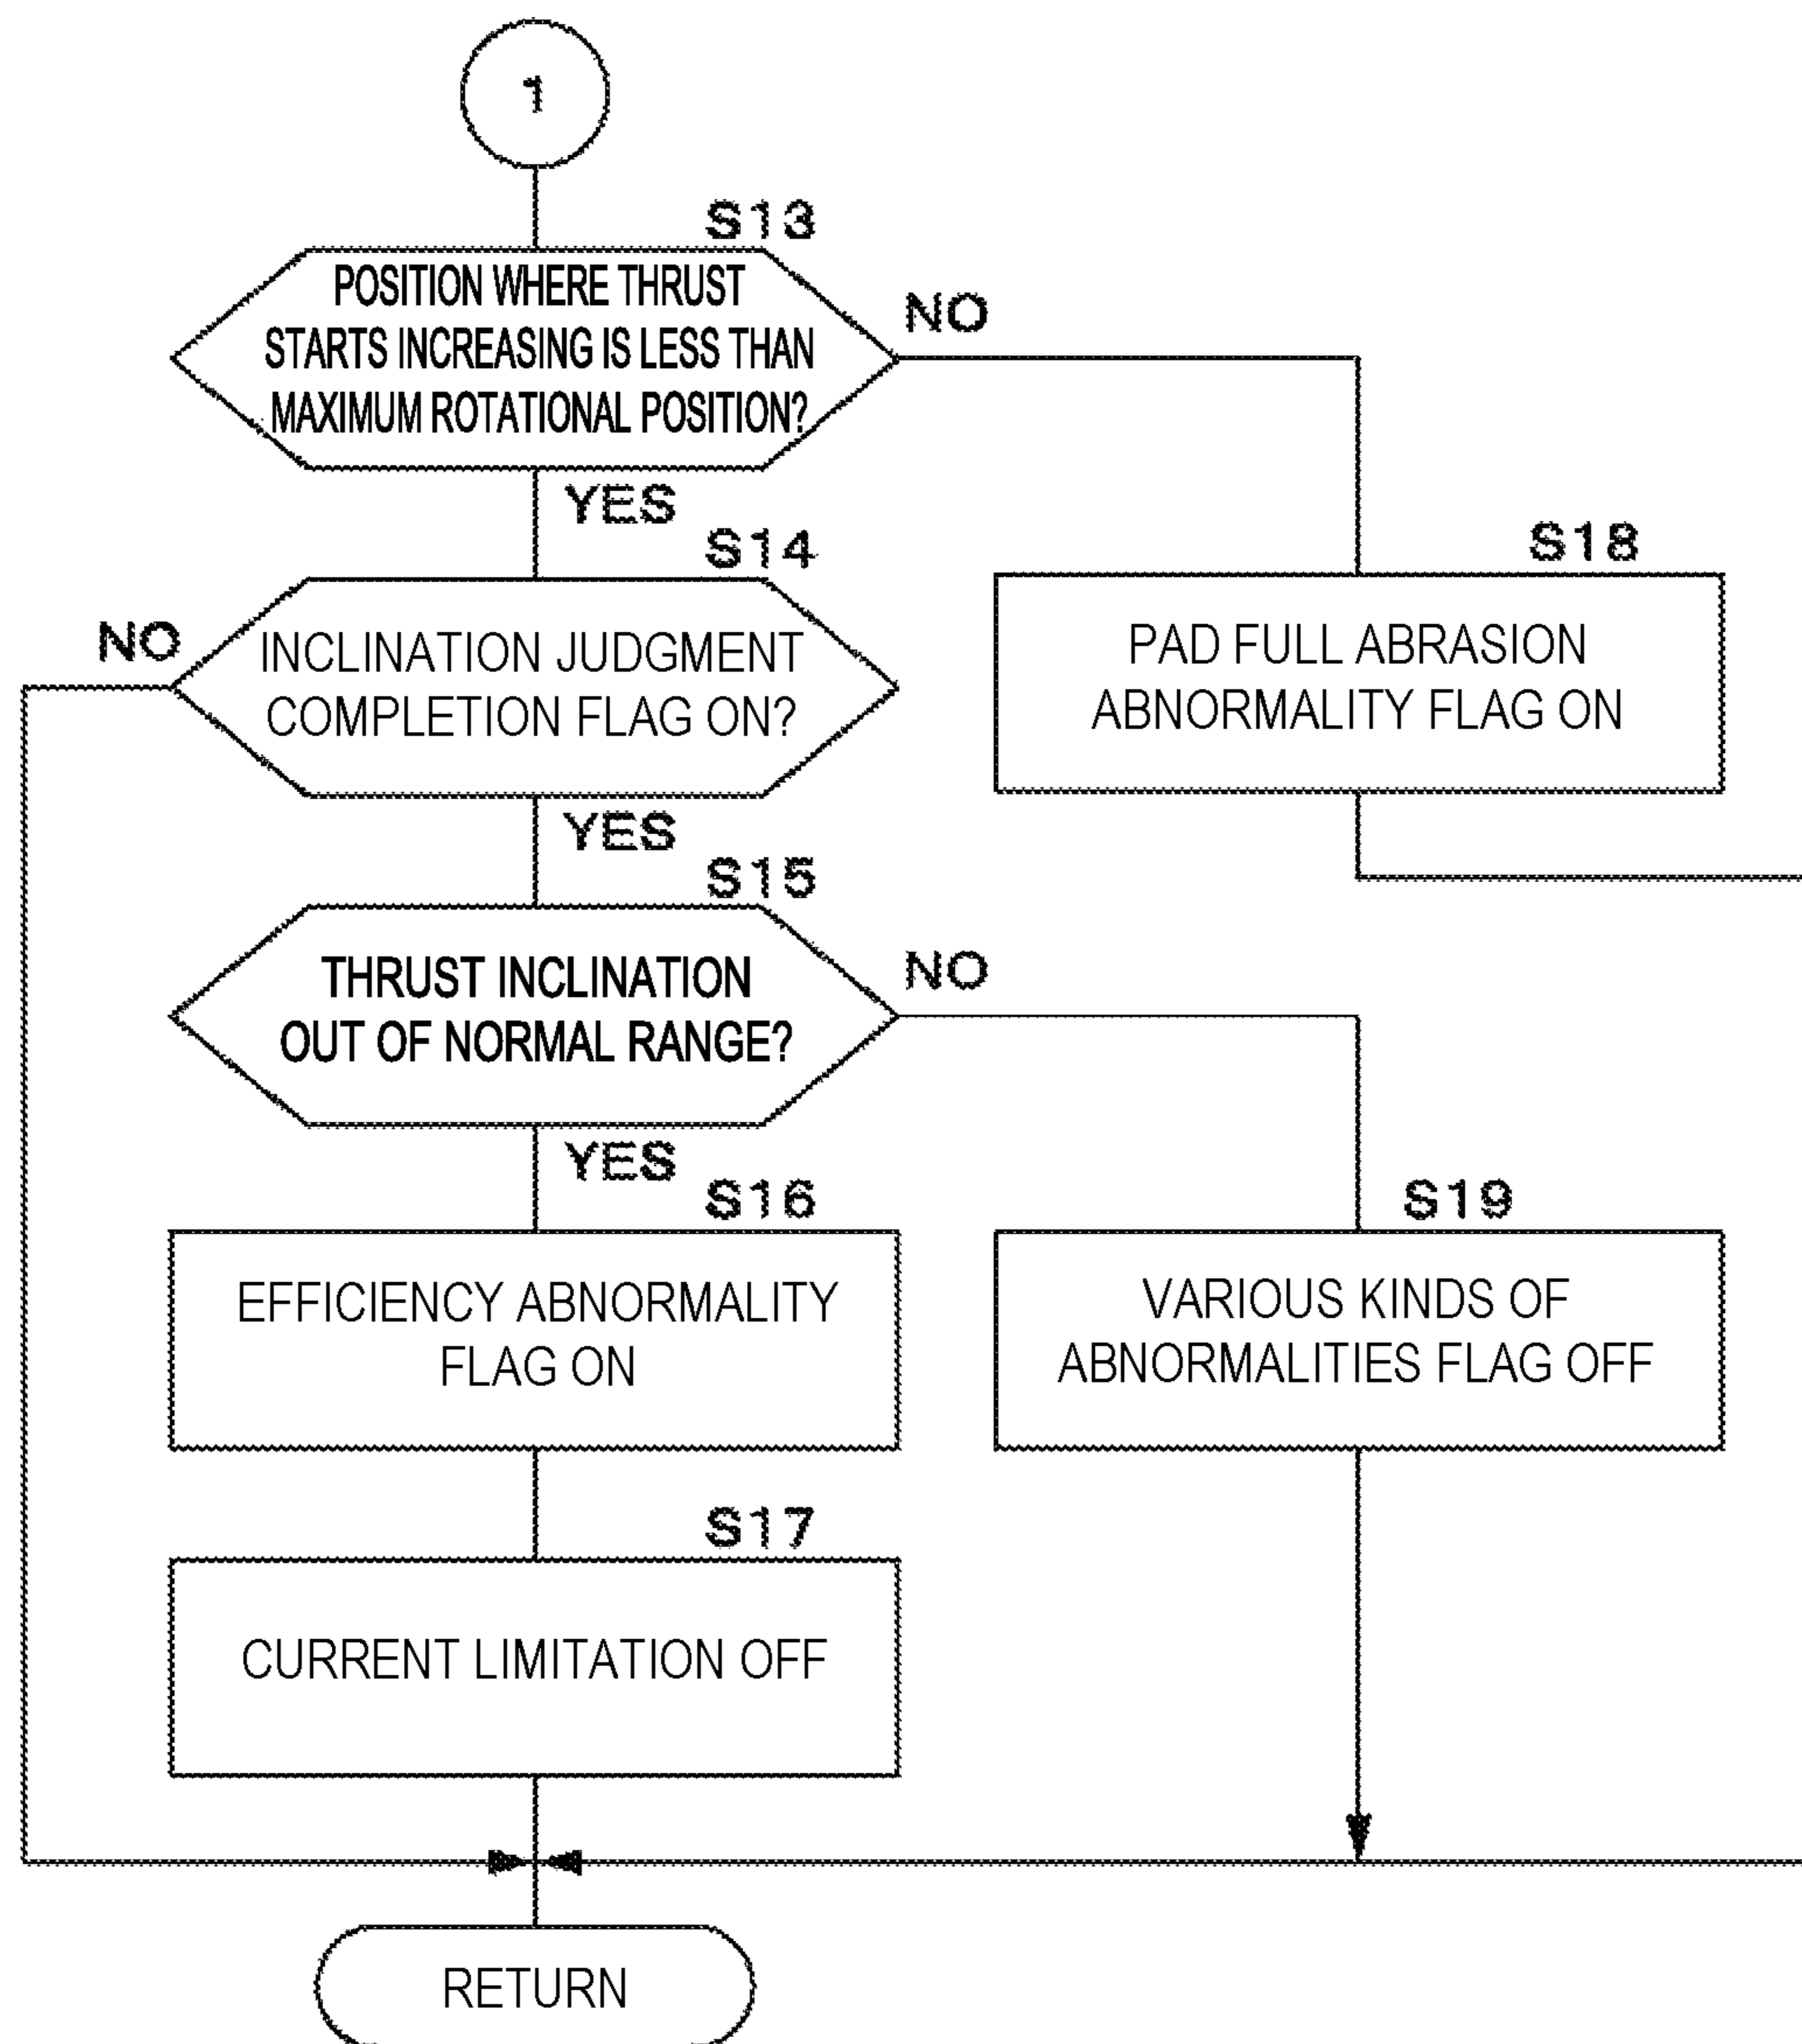 1
S13
POSITION WHERE THRUST
STARTS INCREASING IS LESS THAN
MAXIMUM ROTATIONAL POSITION?
NO
YES
S14
INCLINATION JUDGMENT
COMPLETION FLAG ON?
NO
YES
S18
PAD FULL ABRASION
ABNORMALITY FLAG ON
S15
THRUST INCLINATION
OUT OF NORMAL RANGE?
NO
YES
S16
EFFICIENCY ABNORMALITY
FLAG ON
S19
VARIOUS KINDS OF
ABNORMALITIES FLAG OFF
S17
CURRENT LIMITATION OFF
RETURN